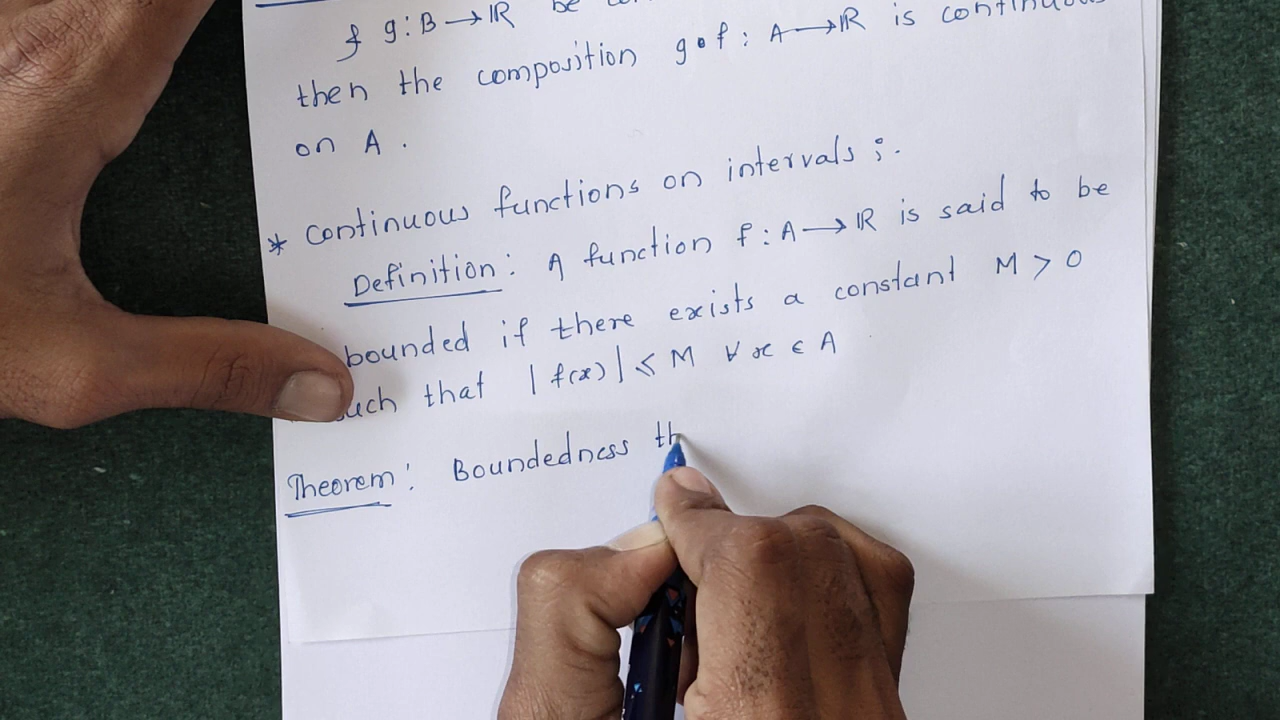 & g : B → ℝ be
then the composition g∘f : A → ℝ is continuous
on A .
* continuous functions on intervals ; .
Definition : A function f : A → ℝ is said to be
bounded if there exists a constant M > 0
such that | f(x) | ≤ M ∀ x ∈ A
Theorem : Boundedness th